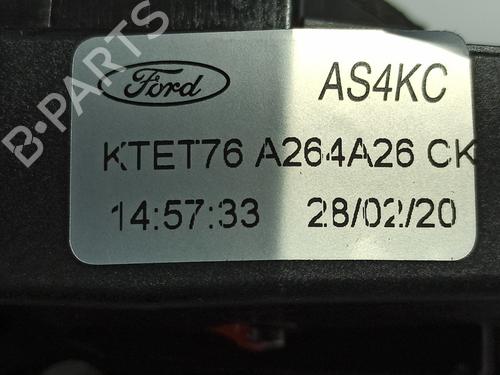 B-PARTS
Ford AS4KC
KTET76 A264A26 CK
14:57:33 28/02/20